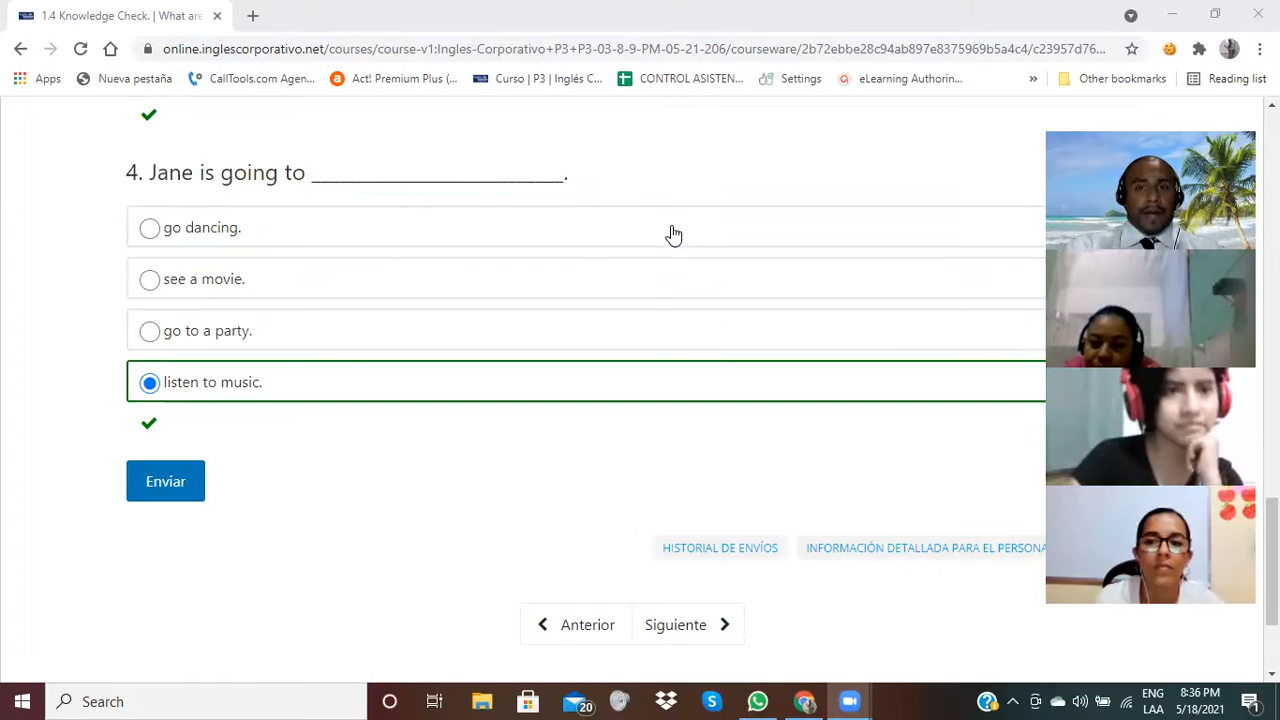 1.4 Knowledge Check. | What are
online.inglescorporativo.net/courses/course-v1:Ingles-Corporativo+P3+P3-03-8-9-PM-05-21-206/courseware/2b72ebbe28c94ab897e8375969b5a4c4/c23957d76...
Apps Nueva pestaña CallTools.com Agen... Act! Premium Plus (... Curso | P3 | Inglés C... CONTROL ASISTEN... Settings eLearning Authorin... » Other bookmarks Reading list
4. Jane is going to __________________________.
go dancing.
see a movie.
go to a party.
listen to music.
Enviar
HISTORIAL DE ENVÍOS INFORMACIÓN DETALLADA PARA EL PERSONA
Anterior Siguiente
Search 20 ENG 8:36 PM
LAA 5/18/2021 1